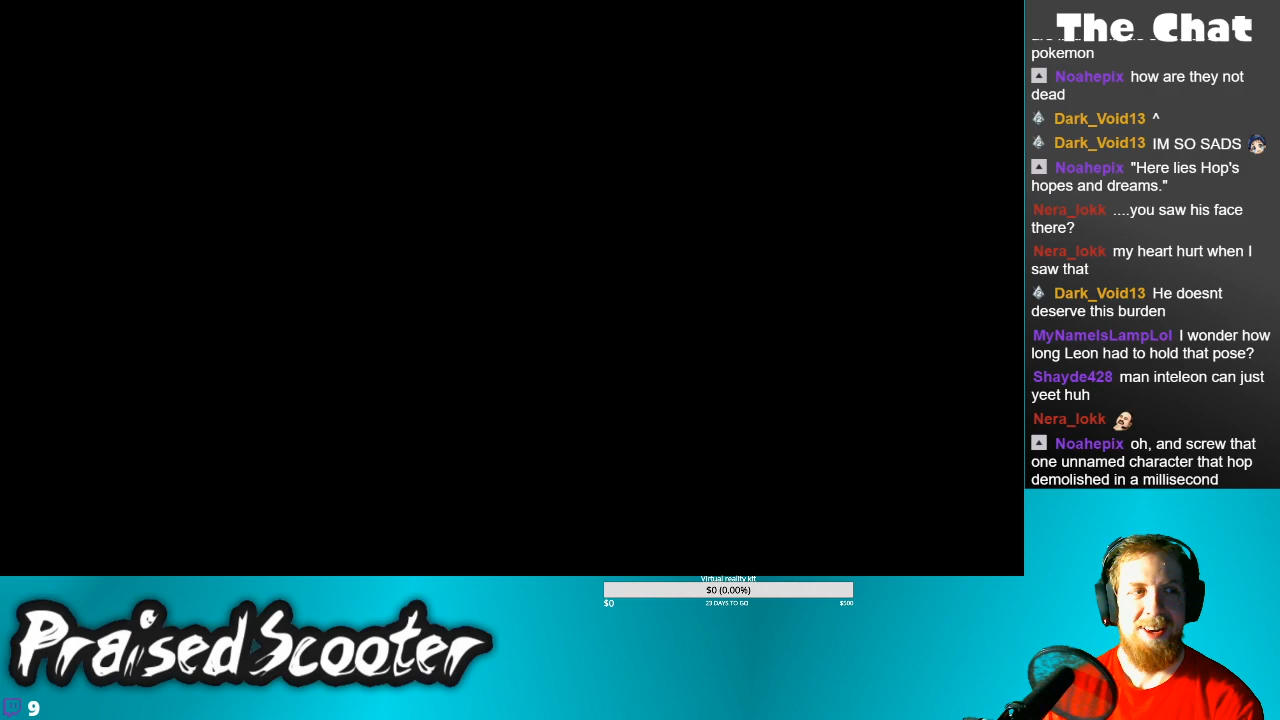 The Chat
pokemon
Noahepix how are they not
dead
Dark_Void13 ^
Dark_Void13 IM SO SADS
Noahepix "Here lies Hop's
hopes and dreams."
Nera_lokk ....you saw his face
there?
Nera_lokk my heart hurt when I
saw that
Dark_Void13 He doesnt
deserve this burden
MyNameIsLampLol I wonder how
long Leon had to hold that pose?
Shayde428 man inteleon can just
yeet huh
Nera_lokk
Noahepix oh, and screw that
one unnamed character that hop
demolished in a millisecond
Virtual reality kit
$0 (0.00%)
$0 23 DAYS TO GO $500
Praised Scooter
9